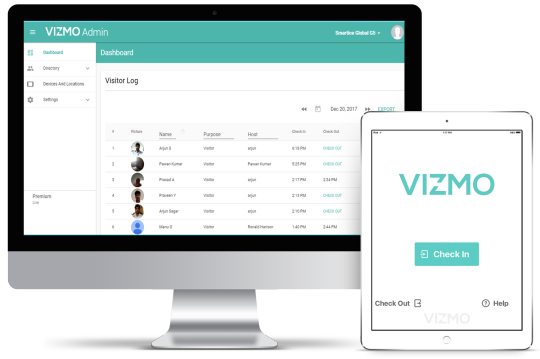 VIZMO Admin
Smartice Global Citi
Dashboard
Dashboard
Directory
Devices And Locations
Settings
Premium
Visitor Log
Dec 20, 2017
EXPORT
# Picture Name Purpose Host Check In Check Out
1 Arjun G Visitor arjun 6:18 PM CHECK OUT
2 Pawan Kumar Visitor Pawan Kumar 5:25 PM CHECK OUT
3 Prasad A Visitor arjun 2:17 PM 2:34 PM
4 Praveen Y Visitor arjun 2:13 PM CHECK OUT
5 Arjun Sagar Visitor arjun 2:10 PM CHECK OUT
6 Manu G Visitor Ronald Hanson 1:40 PM 2:44 PM
VIZMO
Check In
Check Out
Help
VIZMO